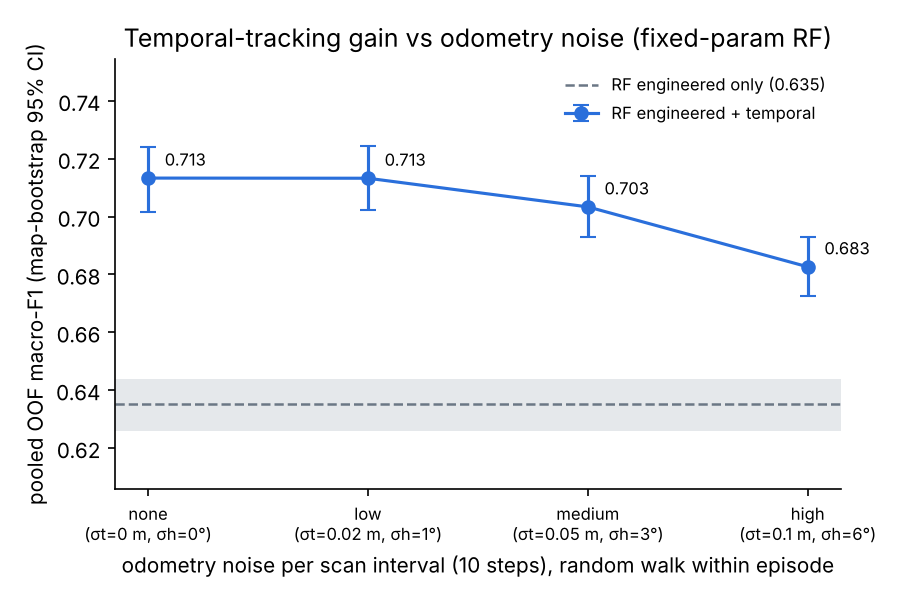 Temporal-tracking gain vs odometry noise (fixed-param RF)
pooled OOF macro-F1 (map-bootstrap 95% CI)
0.74
0.72
0.70
0.68
0.66
0.64
0.62
RF engineered only (0.635)
RF engineered + temporal
0.713
0.713
0.703
0.683
none
(σt=0 m, σh=0°)
low
(σt=0.02 m, σh=1°)
medium
(σt=0.05 m, σh=3°)
high
(σt=0.1 m, σh=6°)
odometry noise per scan interval (10 steps), random walk within episode